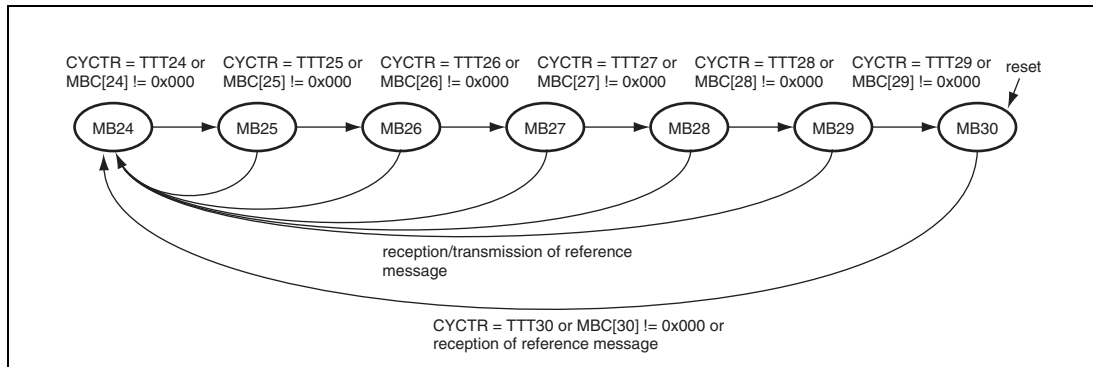 CYCTR = TTT24 or
MBC[24] != 0x000
CYCTR = TTT25 or
MBC[25] != 0x000
CYCTR = TTT26 or
MBC[26] != 0x000
CYCTR = TTT27 or
MBC[27] != 0x000
CYCTR = TTT28 or
MBC[28] != 0x000
CYCTR = TTT29 or
MBC[29] != 0x000
reset
MB24
MB25
MB26
MB27
MB28
MB29
MB30
reception/transmission of reference
message
CYCTR = TTT30 or MBC[30] != 0x000 or
reception of reference message